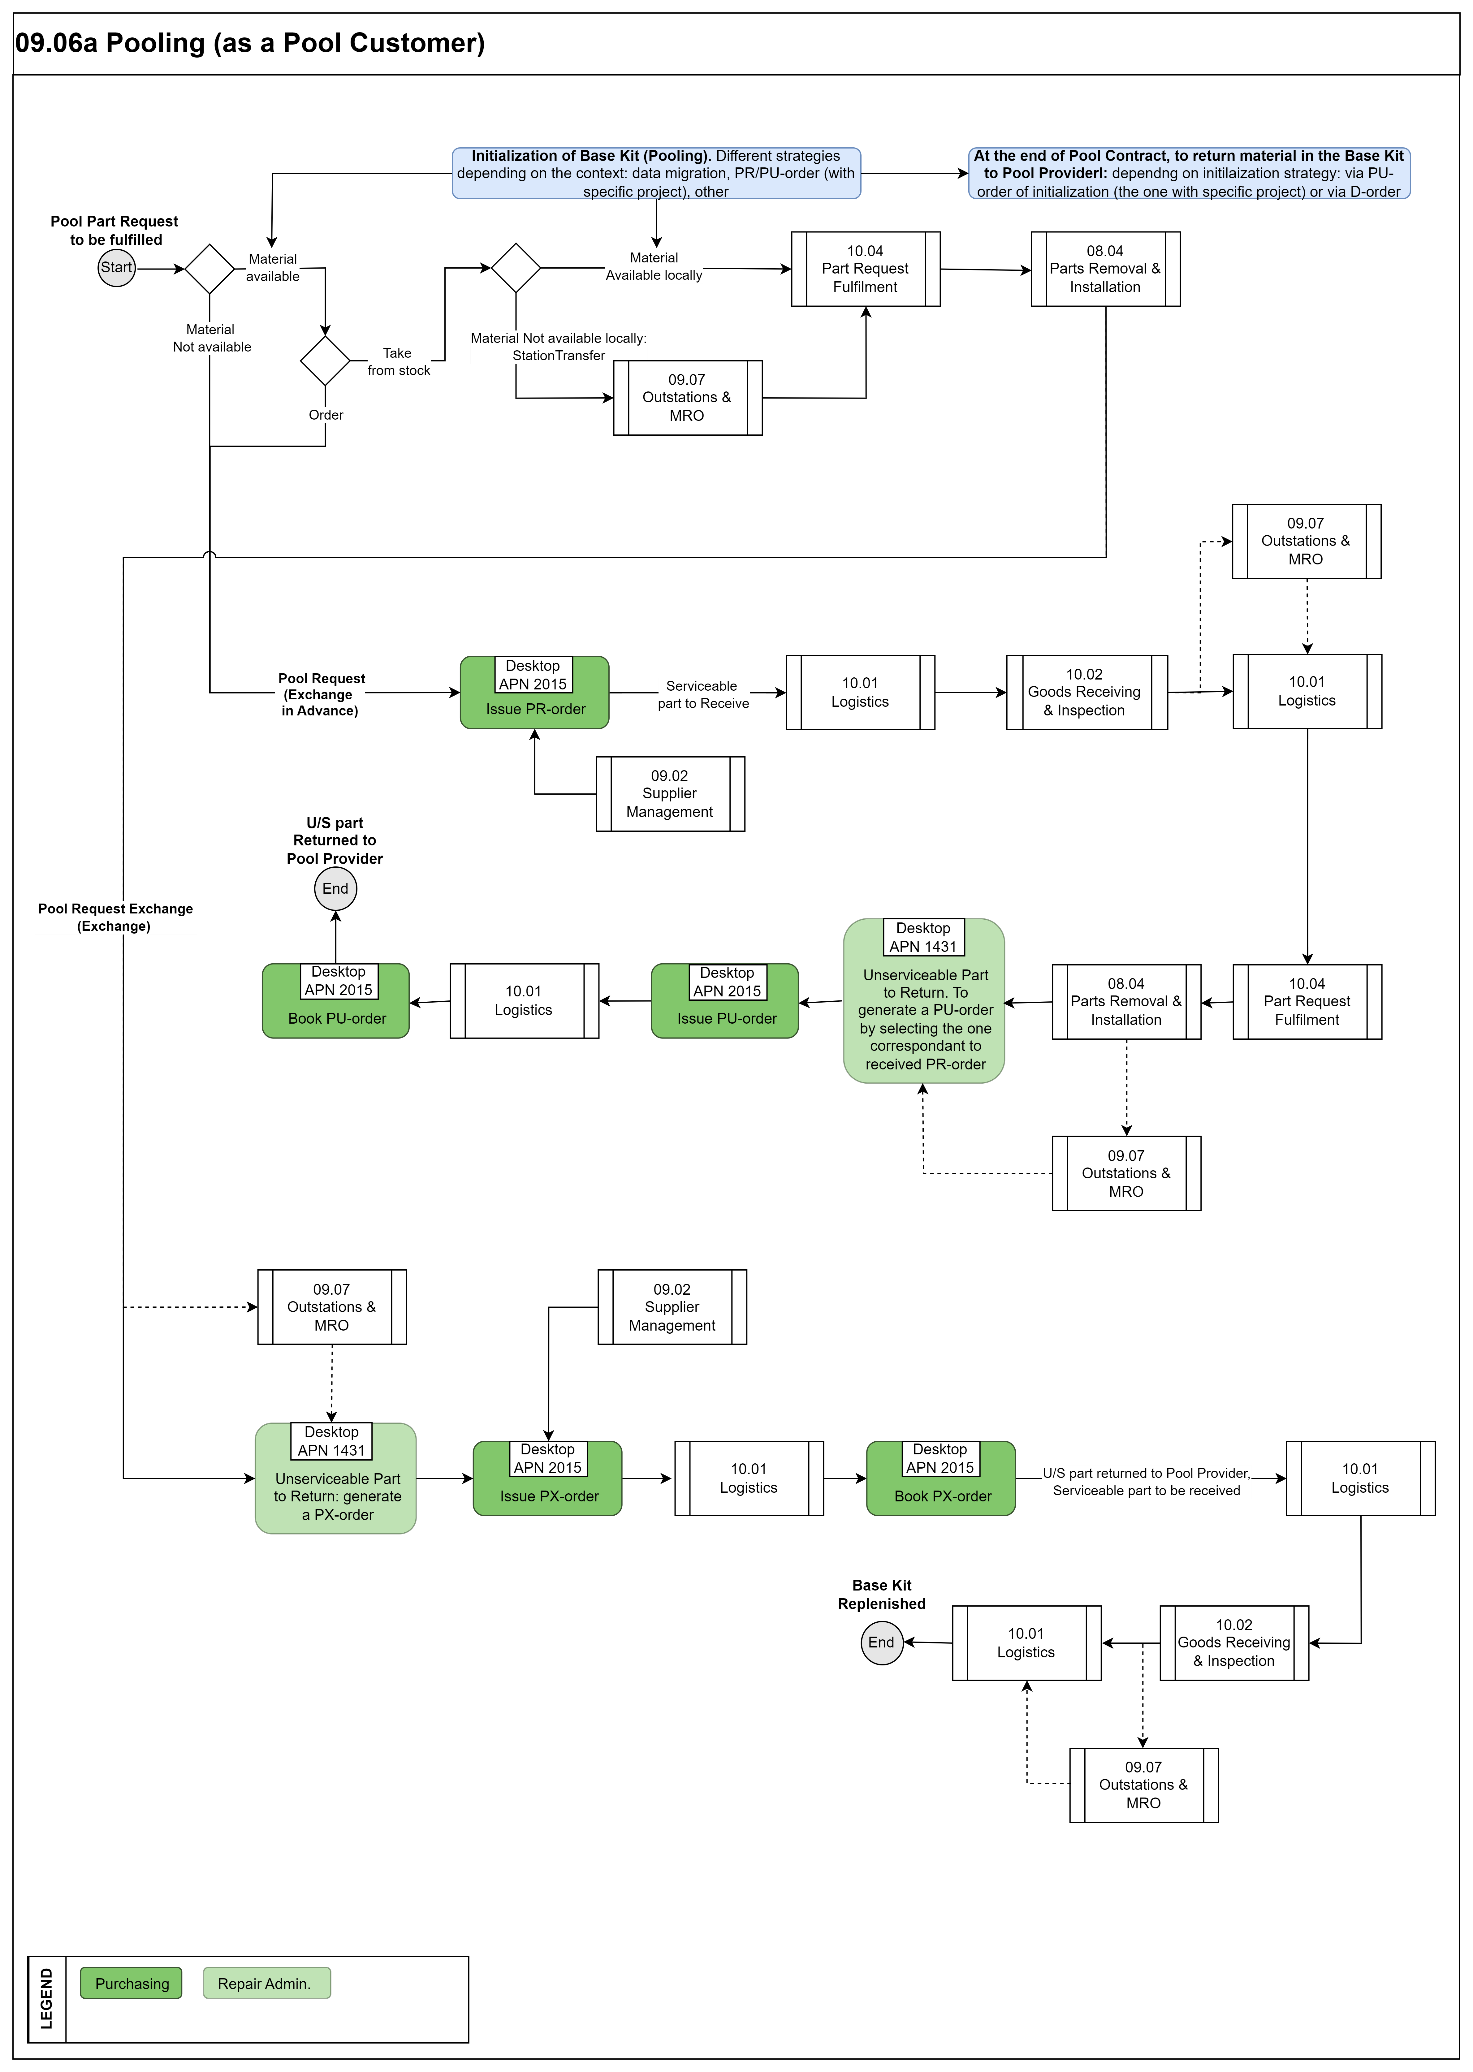 09.06a Pooling (as a Pool Customer)
Initialization of Base Kit (Pooling). Different strategies
depending on the context: data migration, PR/PU-order (with
specific project), other
At the end of Pool Contract, to return material in the Base Kit
to Pool Providerl: dependng on initilaization strategy: via PU-
order of initialization (the one with specific project) or via D-order
Pool Part Request
to be fulfilled
Start
Material
available
Material
Not available
Take
from stock
Order
Material
Available locally
Material Not available locally:
StationTransfer
09.07
Outstations &
MRO
10.04
Part Request
Fulfilment
08.04
Parts Removal &
Installation
09.07
Outstations &
MRO
Pool Request
(Exchange
in Advance)
Desktop
APN 2015
Issue PR-order
Serviceable
part to Receive
10.01
Logistics
10.02
Goods Receiving
& Inspection
10.01
Logistics
09.02
Supplier
Management
U/S part
Returned to
Pool Provider
End
Pool Request Exchange
(Exchange)
Desktop
APN 2015
Book PU-order
10.01
Logistics
Desktop
APN 2015
Issue PU-order
Desktop
APN 1431
Unserviceable Part
to Return. To
generate a PU-order
by selecting the one
correspondant to
received PR-order
08.04
Parts Removal &
Installation
10.04
Part Request
Fulfilment
09.07
Outstations &
MRO
09.07
Outstations &
MRO
09.02
Supplier
Management
Desktop
APN 1431
Unserviceable Part
to Return: generate
a PX-order
Desktop
APN 2015
Issue PX-order
10.01
Logistics
Desktop
APN 2015
Book PX-order
U/S part returned to Pool Provider,
Serviceable part to be received
10.01
Logistics
Base Kit
Replenished
End
10.01
Logistics
10.02
Goods Receiving
& Inspection
09.07
Outstations &
MRO
LEGEND
Purchasing
Repair Admin.